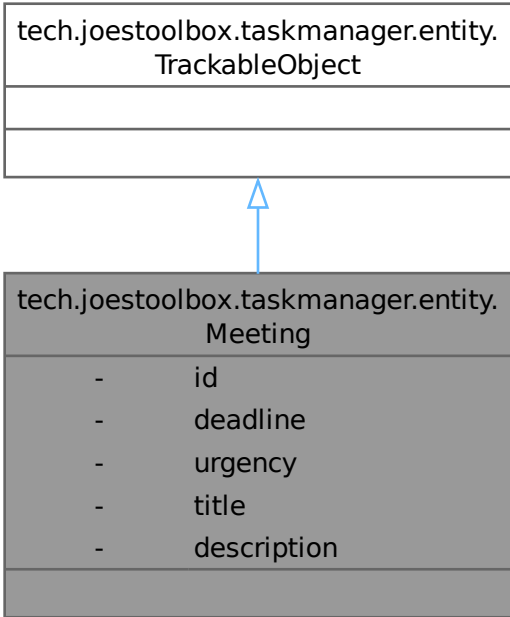 tech.joestoolbox.taskmanager.entity.
TrackableObject
tech.joestoolbox.taskmanager.entity.
Meeting
- id
- deadline
- urgency
- title
- description